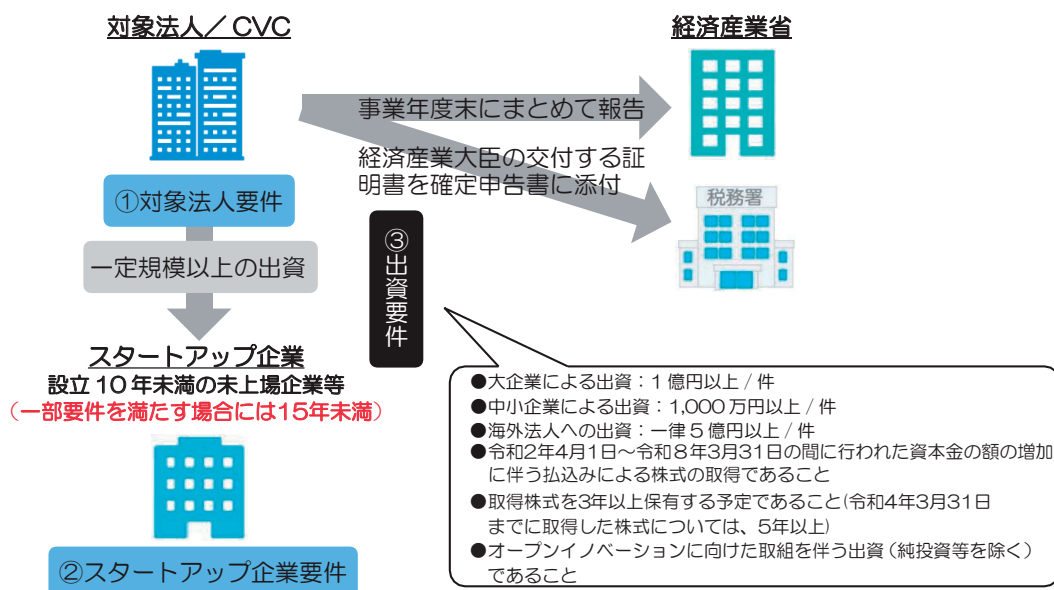 対象法人／CVC
経済産業省
事業年度末にまとめて報告
経済産業大臣の交付する証
明書を確定申告書に添付
税務署
①対象法人要件
一定規模以上の出資
③出資要件
スタートアップ企業
設立10年未満の未上場企業等
（一部要件を満たす場合には15年未満）
②スタートアップ企業要件
●大企業による出資：1億円以上/件
●中小企業による出資：1,000万円以上/件
●海外法人への出資：一律5億円以上/件
●令和2年4月1日～令和8年3月31日の間に行われた資本金の額の増加
に伴う払込みによる株式の取得であること
●取得株式を3年以上保有する予定であること(令和4年3月31日
までに取得した株式については、5年以上)
●オープンイノベーションに向けた取組を伴う出資（純投資等を除く）
であること